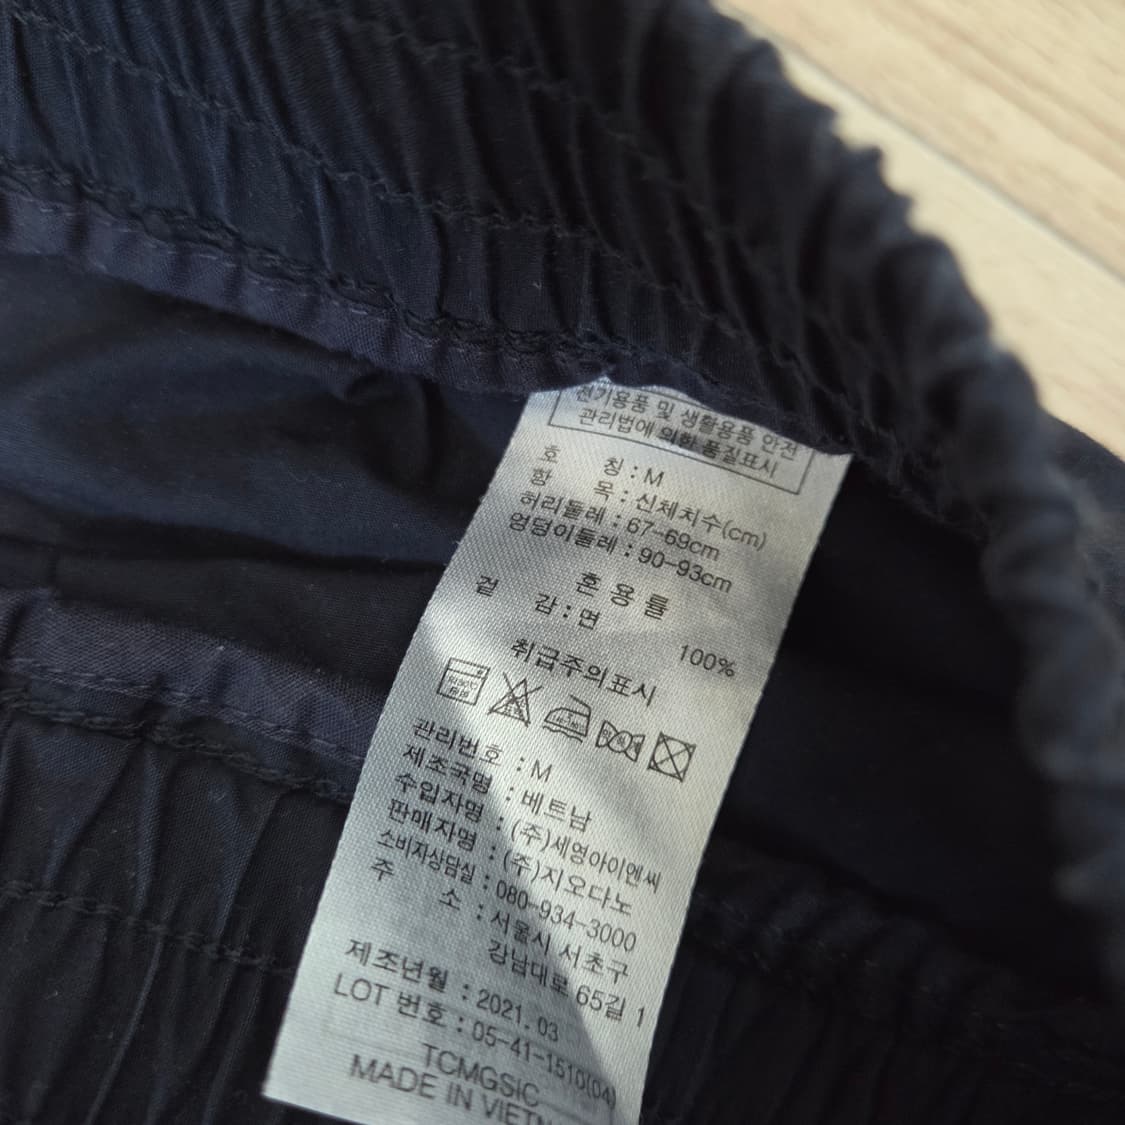 전기용품 및 생활용품 안전
관리법에 의한 품질표시
호 칭 : M
항 목 : 신체치수(cm)
허리둘레 : 67-69cm
엉덩이둘레 : 90-93cm
혼 용 률
겉 감 : 면 100%
취급주의표시
관리번호 : M
제조국명 : 베트남
수입자명 : (주)세영아이엔씨
판매자명 : (주)지오다노
소비자상담실 : 080-934-3000
주 소 : 서울시 서초구
강남대로 65길 1
제조년월 : 2021.03
LOT 번호 : 05-41-1510(04)
TCMGSIC
MADE IN VIETN